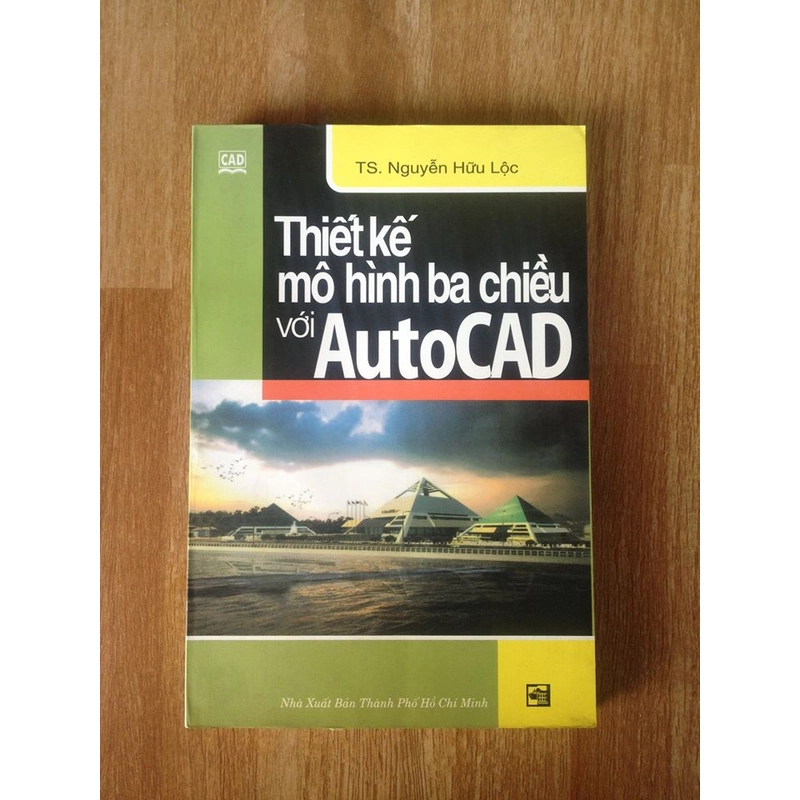 CAD
TS. Nguyễn Hữu Lộc
Thiết kế
mô hình ba chiều
với AutoCAD
Nhà Xuất Bản Thành Phố Hồ Chí Minh